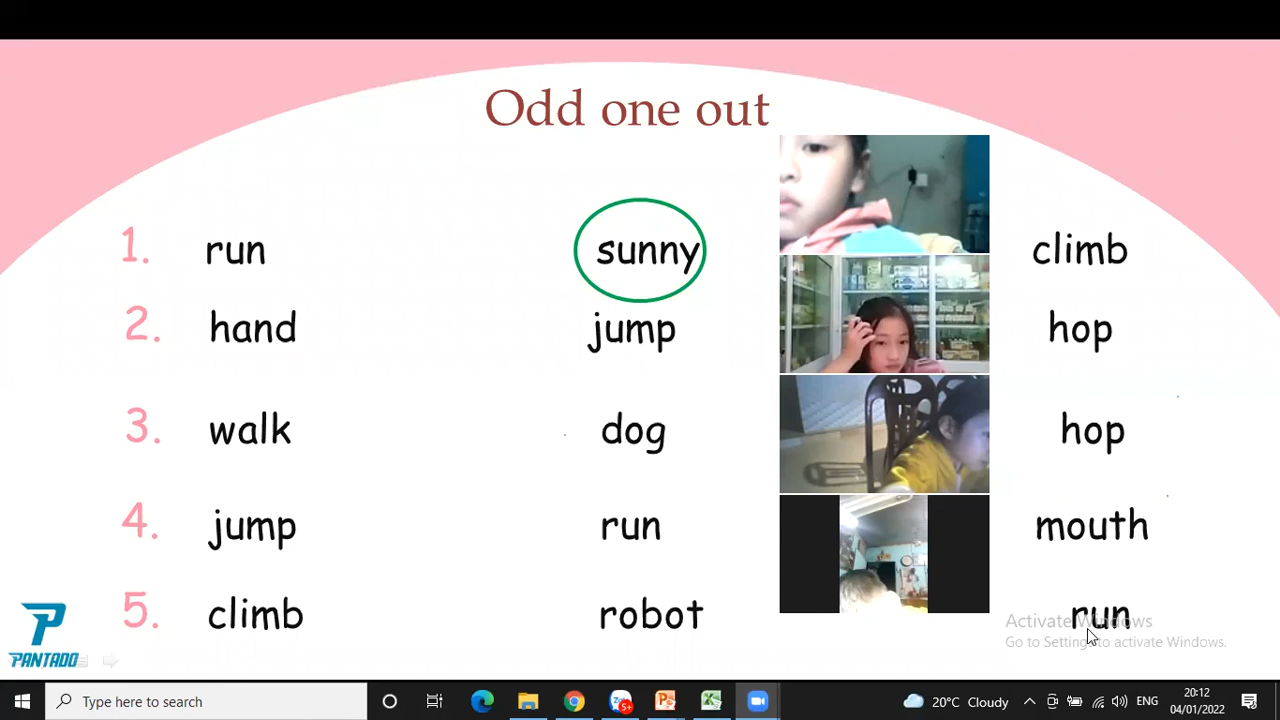 Odd one out
1. run sunny climb
2. hand jump hop
3. walk dog hop
4. jump run mouth
5. climb robot run
Activate Windows
Go to Settings to activate Windows.
PANTADO
Type here to search
5+
20°C Cloudy
ENG
20:12
04/01/2022